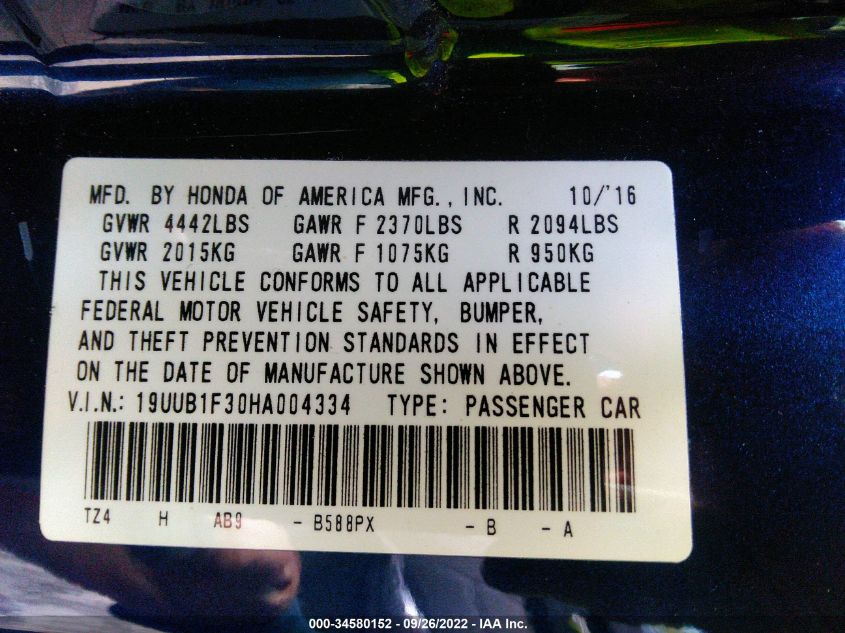 MFD. BY HONDA OF AMERICA MFG., INC. 10/'16
GVWR 4442LBS GAWR F 2370LBS R 2094LBS
GVWR 2015KG GAWR F 1075KG R 950KG
THIS VEHICLE CONFORMS TO ALL APPLICABLE
FEDERAL MOTOR VEHICLE SAFETY, BUMPER,
AND THEFT PREVENTION STANDARDS IN EFFECT
ON THE DATE OF MANUFACTURE SHOWN ABOVE.
V.I.N.: 19UUB1F30HA004334 TYPE: PASSENGER CAR
TZ4 H AB9 - B588PX - B - A
000-34580152 - 09/26/2022 - IAA Inc.